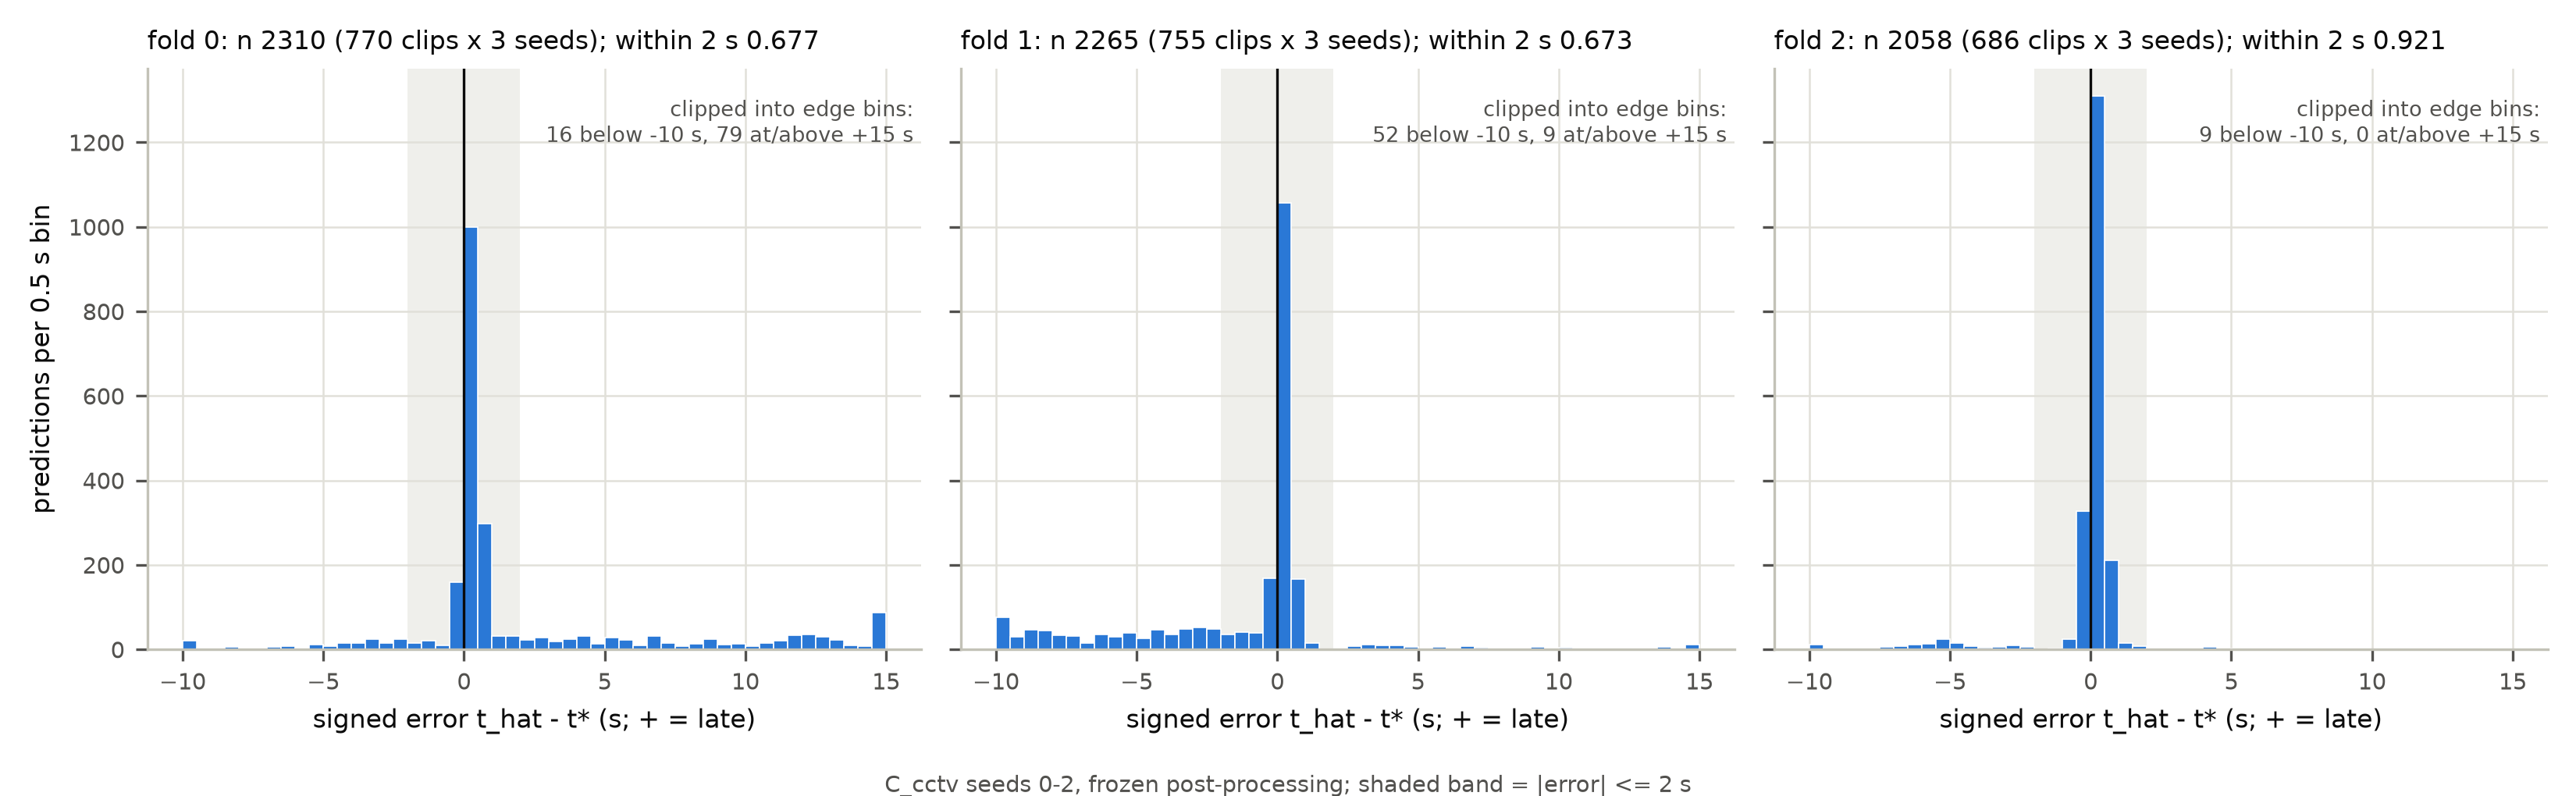 fold 0: n 2310 (770 clips x 3 seeds); within 2 s 0.677
fold 1: n 2265 (755 clips x 3 seeds); within 2 s 0.673
fold 2: n 2058 (686 clips x 3 seeds); within 2 s 0.921
clipped into edge bins:
16 below -10 s, 79 at/above +15 s
clipped into edge bins:
52 below -10 s, 9 at/above +15 s
clipped into edge bins:
9 below -10 s, 0 at/above +15 s
predictions per 0.5 s bin
1200
1000
800
600
400
200
0
−10 −5 0 5 10 15
−10 −5 0 5 10 15
−10 −5 0 5 10 15
signed error t_hat - t* (s; + = late)
signed error t_hat - t* (s; + = late)
signed error t_hat - t* (s; + = late)
C_cctv seeds 0-2, frozen post-processing; shaded band = |error| <= 2 s